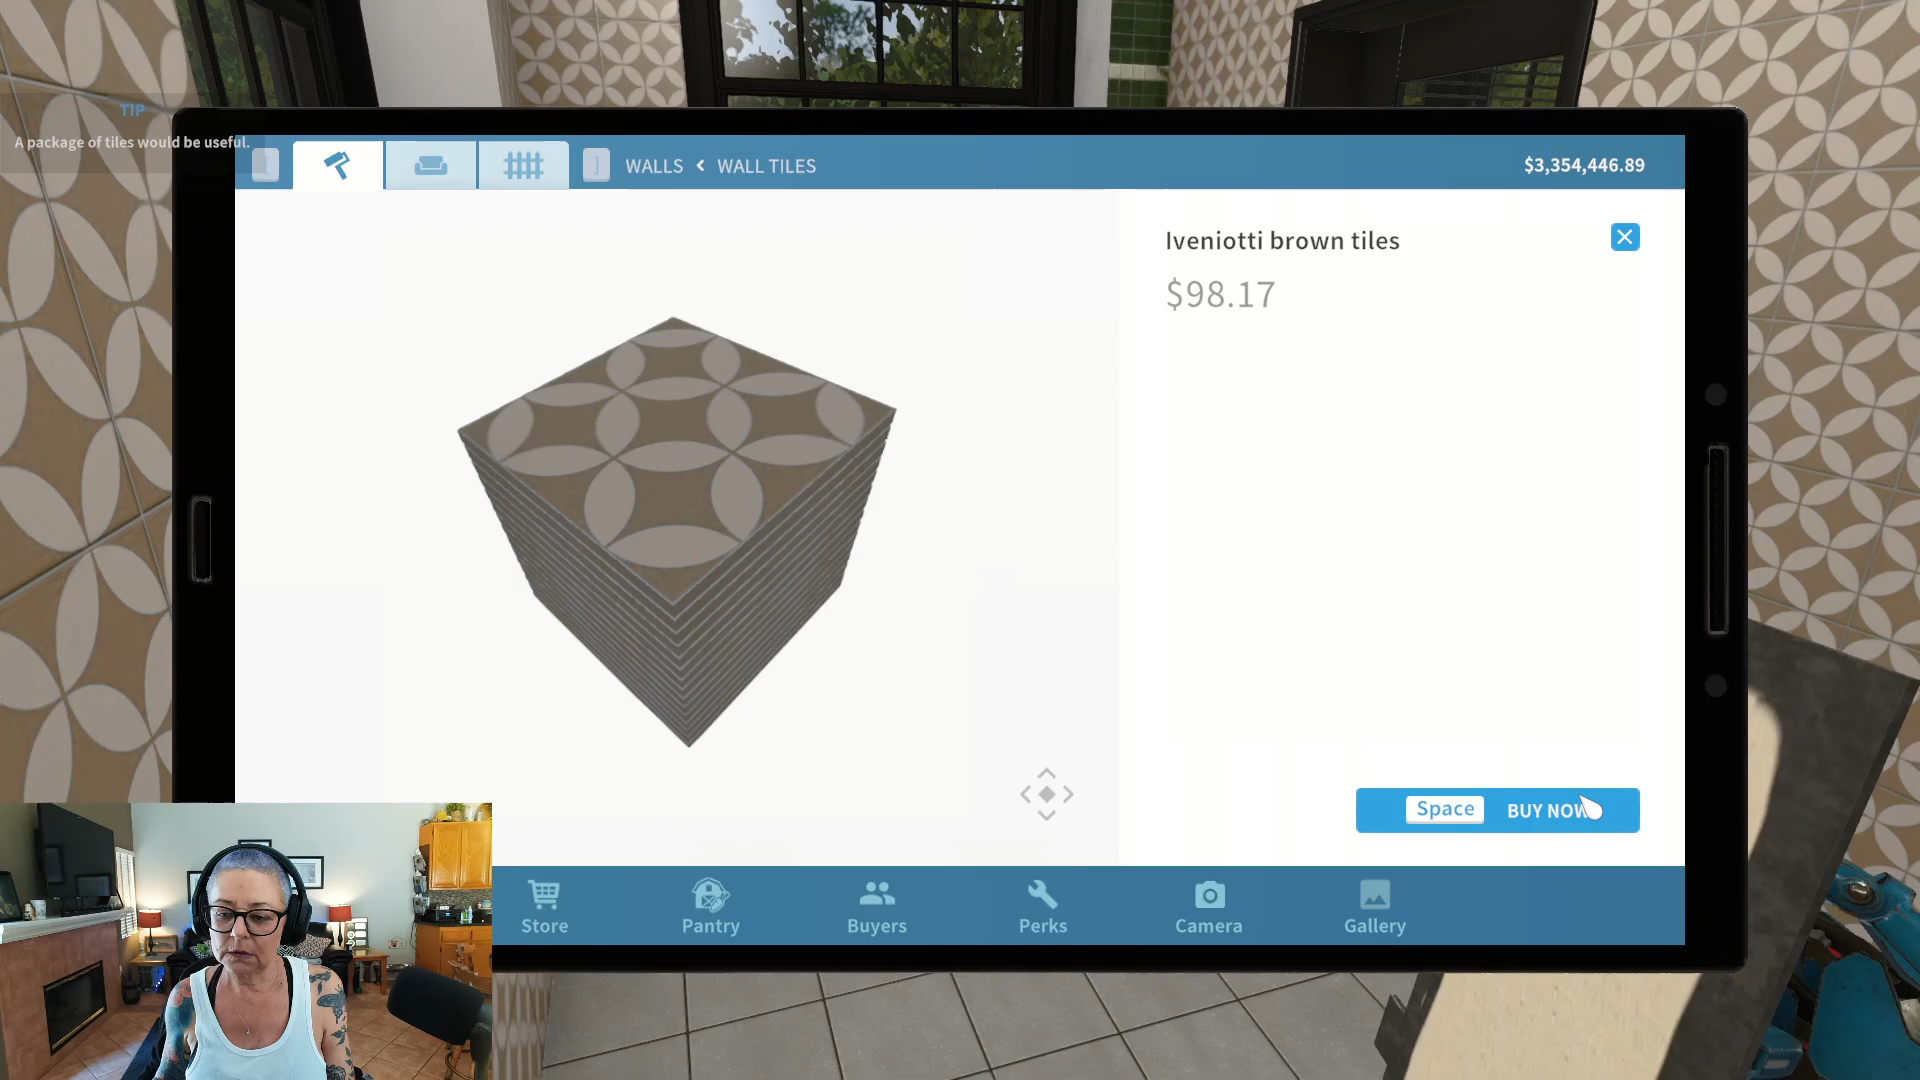 TIP
A package of tiles would be useful.
[
]
WALLS < WALL TILES
$3,354,446.89
Iveniotti brown tiles
$98.17
Space BUY NOW
Store
Pantry
Buyers
Perks
Camera
Gallery